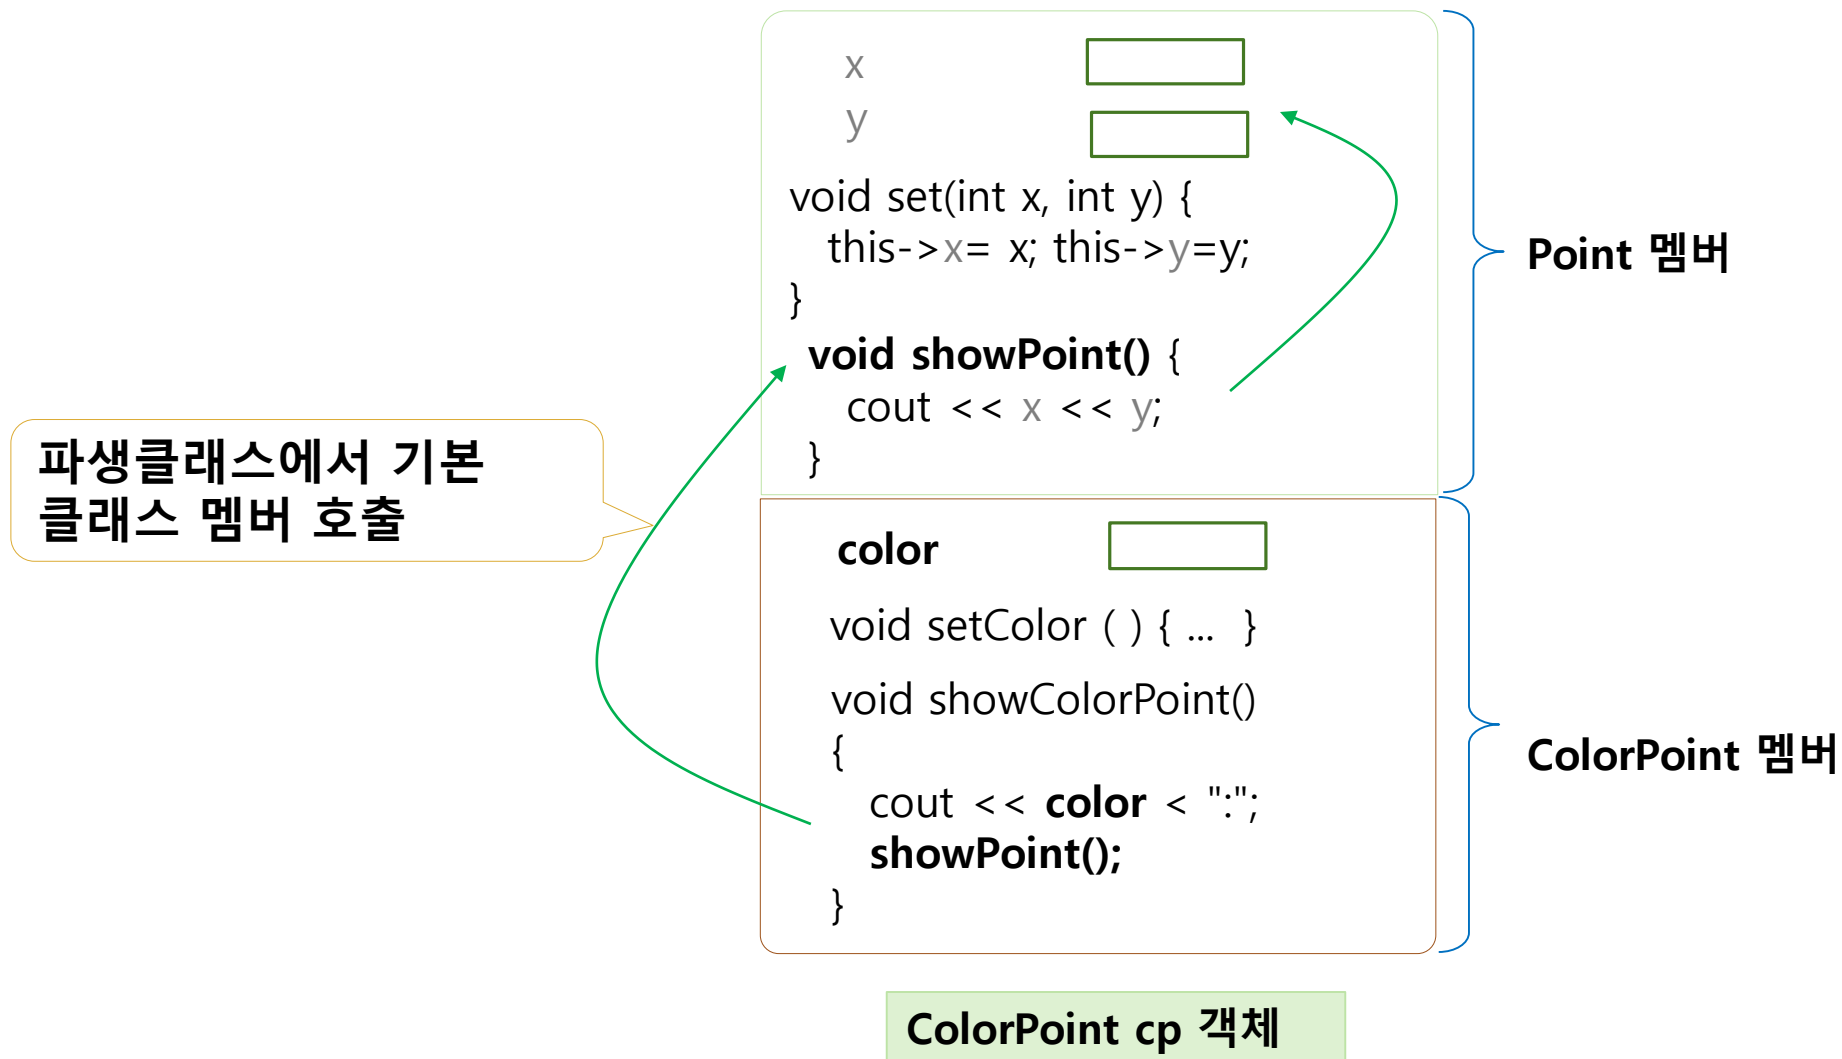 x
y
void set(int x, int y) {
this->x= x; this->y=y;
}
void showPoint() {
cout << x << y;
}
Point 멤버
파생클래스에서 기본
클래스 멤버 호출
color
void setColor ( ) { ... }
void showColorPoint()
{
cout << color < ":";
showPoint();
}
ColorPoint 멤버
ColorPoint cp 객체